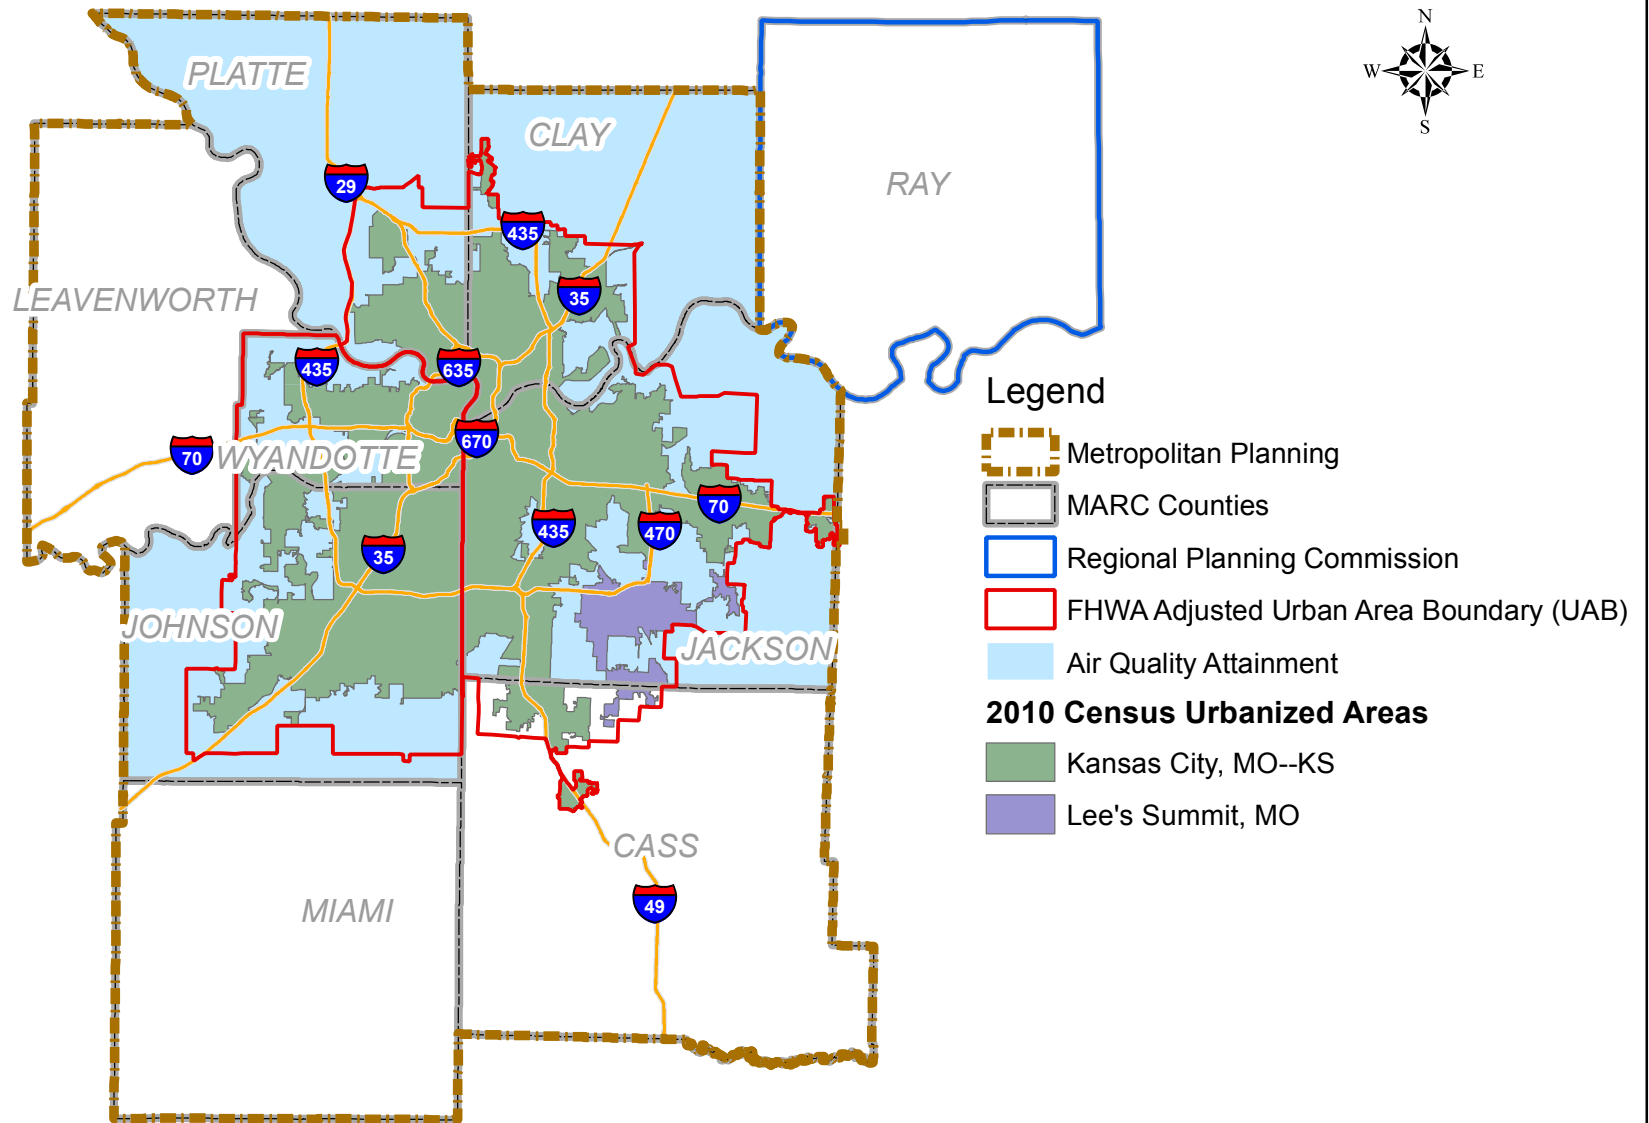 N
W E
S
PLATTE
CLAY
RAY
29
435
LEAVENWORTH
35
435
635
Legend
670
70
WYANDOTTE
Metropolitan Planning
MARC Counties
70
435
470
35
Regional Planning Commission
FHWA Adjusted Urban Area Boundary (UAB)
JOHNSON
JACKSON
Air Quality Attainment
2010 Census Urbanized Areas
Kansas City, MO--KS
Lee's Summit, MO
CASS
49
MIAMI